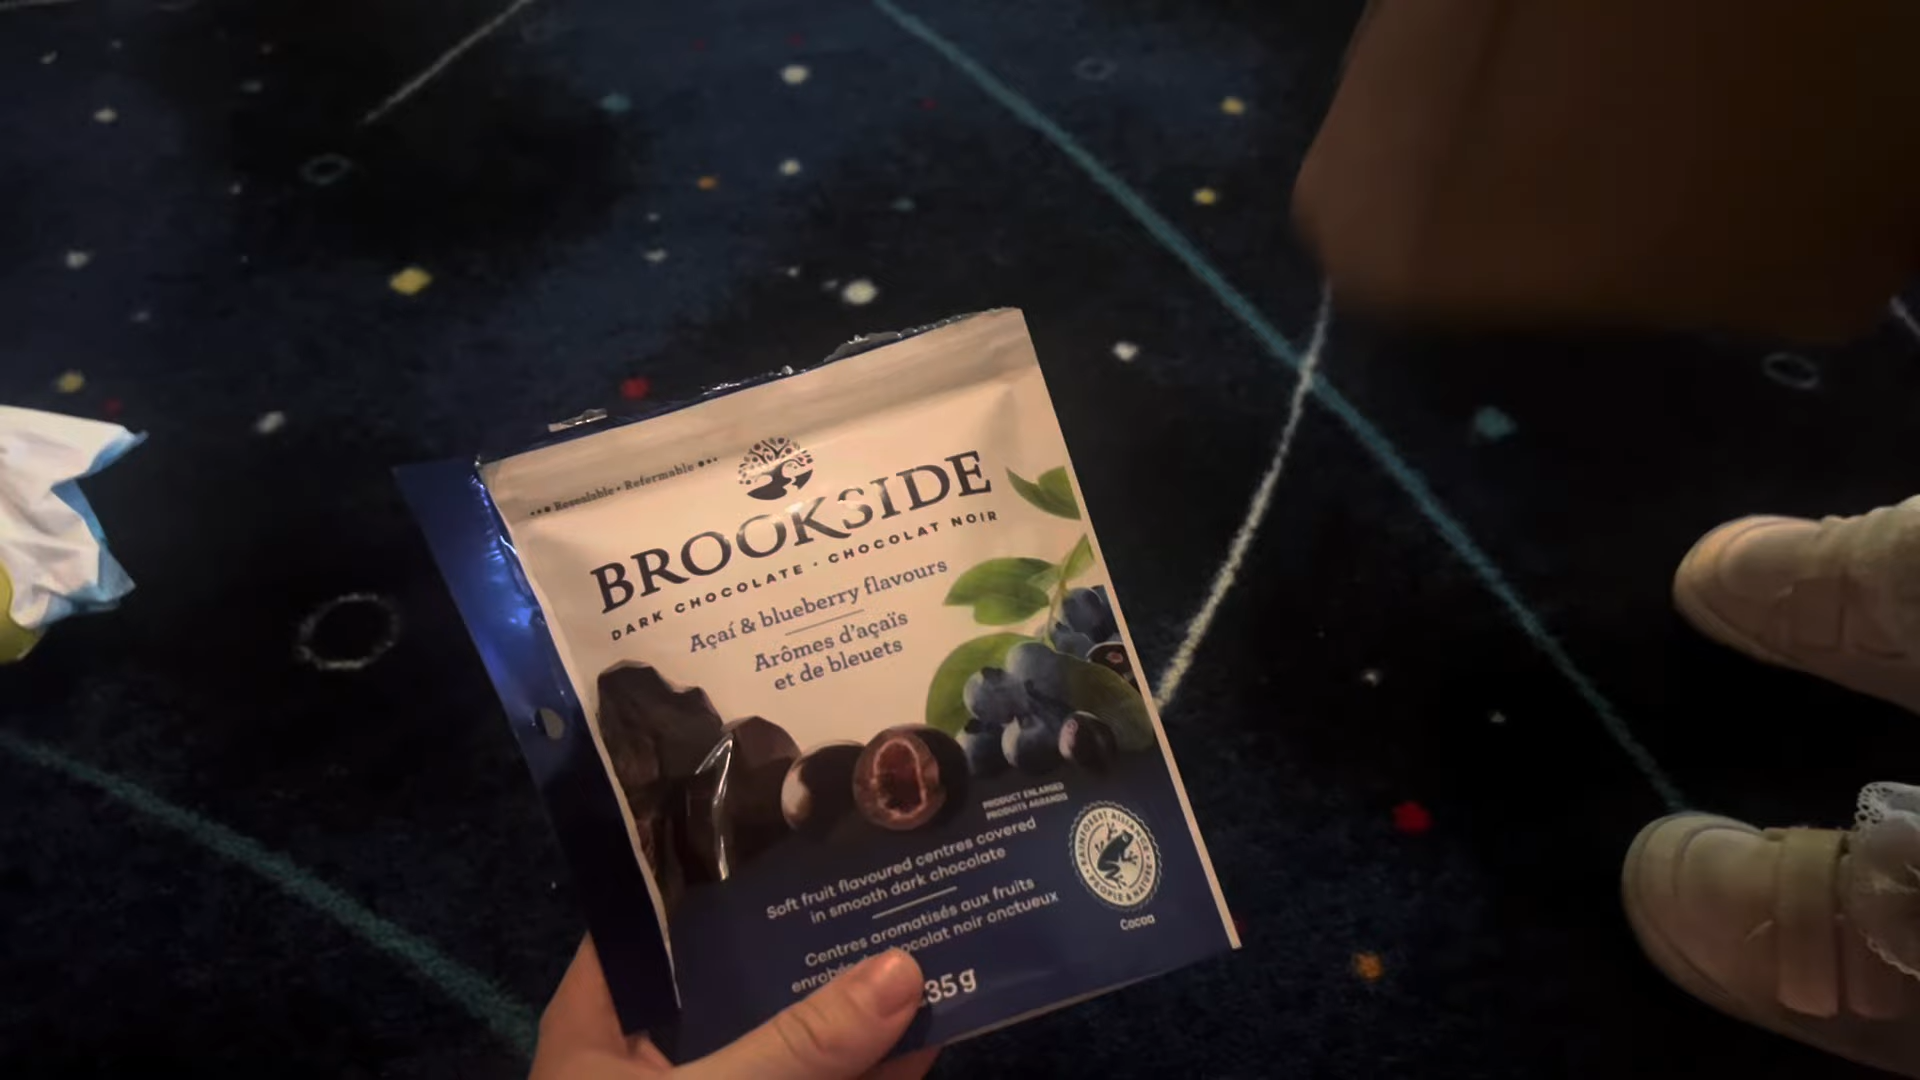 ••• Resealable • Refermable •••
BROOKSIDE
DARK CHOCOLATE · CHOCOLAT NOIR
Açaí & blueberry flavours
Arômes d'açaïs
et de bleuets
PRODUCT ENLARGED
PRODUITS AGRANDIS
Soft fruit flavoured centres covered
in smooth dark chocolate
Centres aromatisés aux fruits
chocolat noir onctueux
35 g
RAINFOREST ALLIANCE
PEOPLE & NATURE
Cocoa